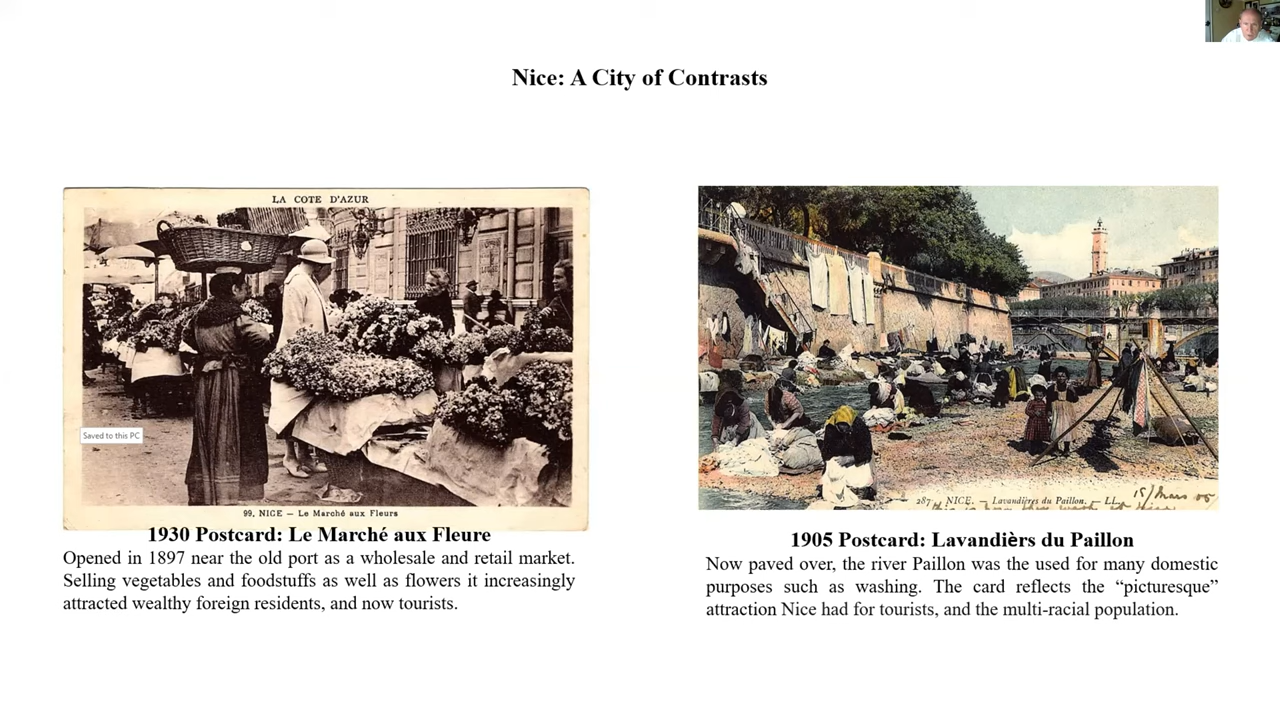 Nice: A City of Contrasts
LA COTE D'AZUR
Saved to this PC
99. NICE – Le Marché aux Fleurs
1930 Postcard: Le Marché aux Fleure
Opened in 1897 near the old port as a wholesale and retail market.
Selling vegetables and foodstuffs as well as flowers it increasingly
attracted wealthy foreign residents, and now tourists.
287. NICE. – Lavandières du Paillon. – LL.
15/Mars 05
1905 Postcard: Lavandièrs du Paillon
Now paved over, the river Paillon was the used for many domestic
purposes such as washing. The card reflects the “picturesque”
attraction Nice had for tourists, and the multi-racial population.